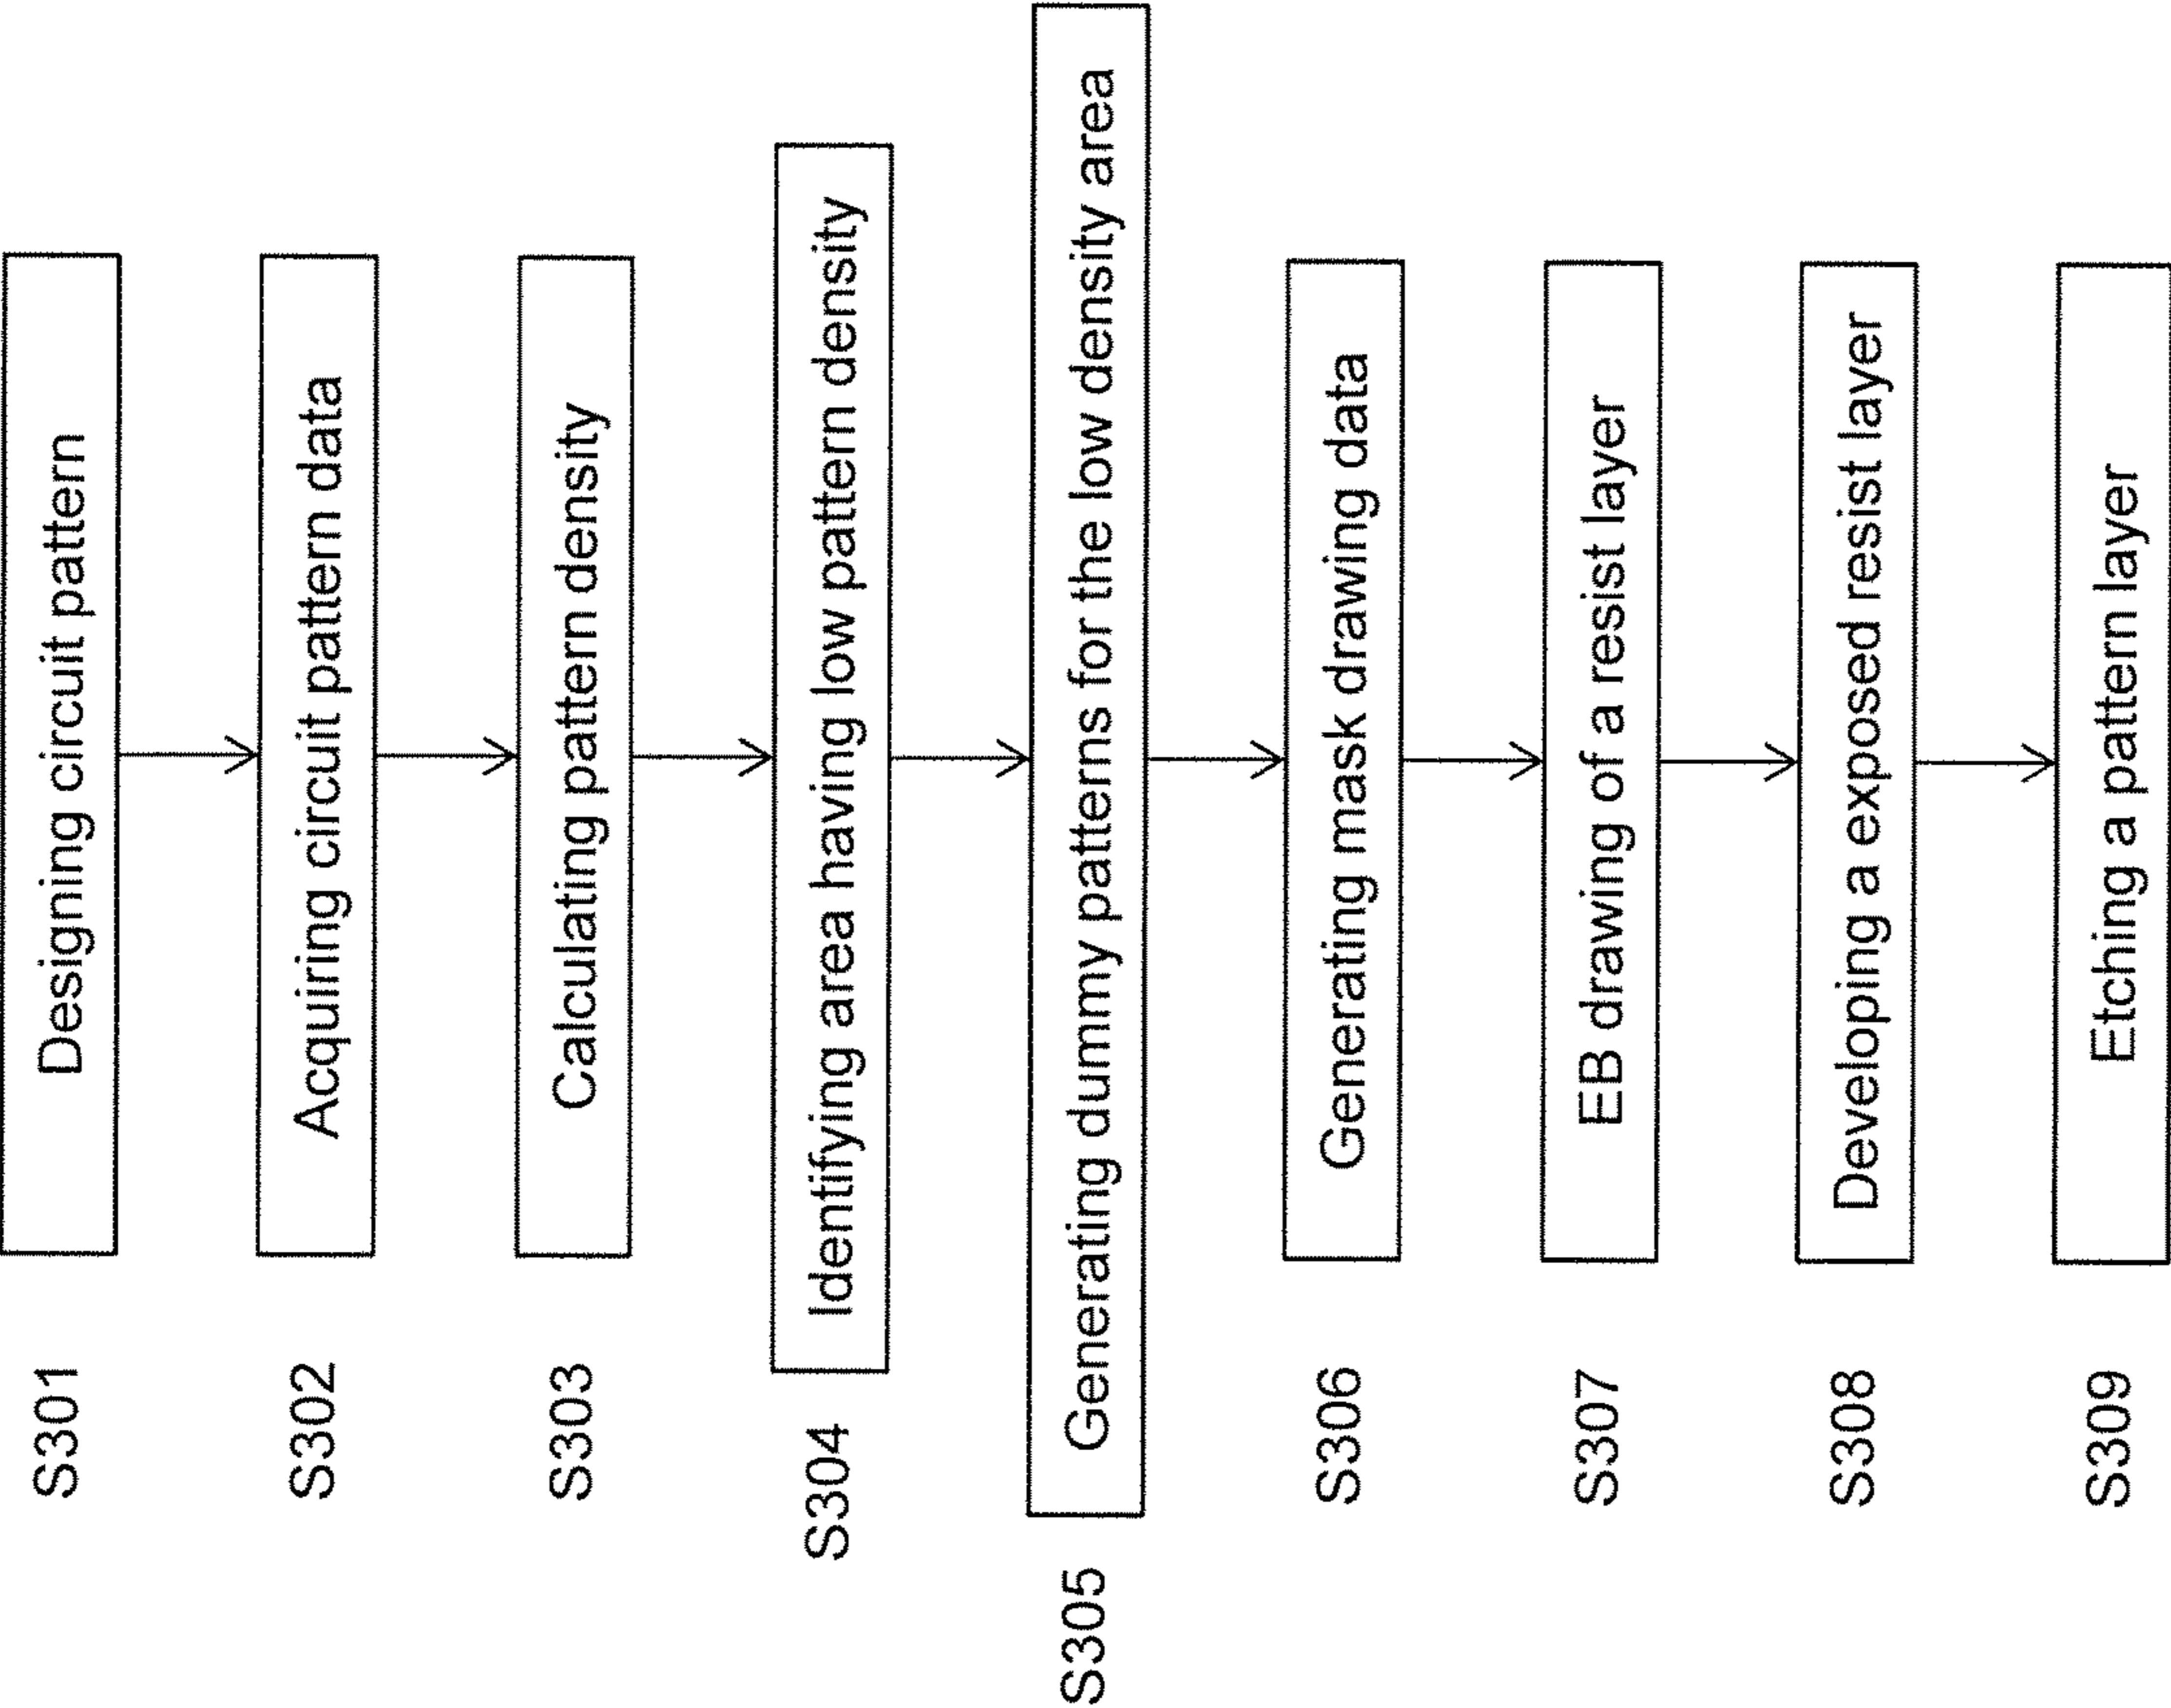 S301 Designing circuit pattern
S302 Acquiring circuit pattern data
S303 Calculating pattern density
S304 Identifying area having low pattern density
S305 Generating dummy patterns for the low density area
S306 Generating mask drawing data
S307 EB drawing of a resist layer
S308 Developing a exposed resist layer
S309 Etching a pattern layer